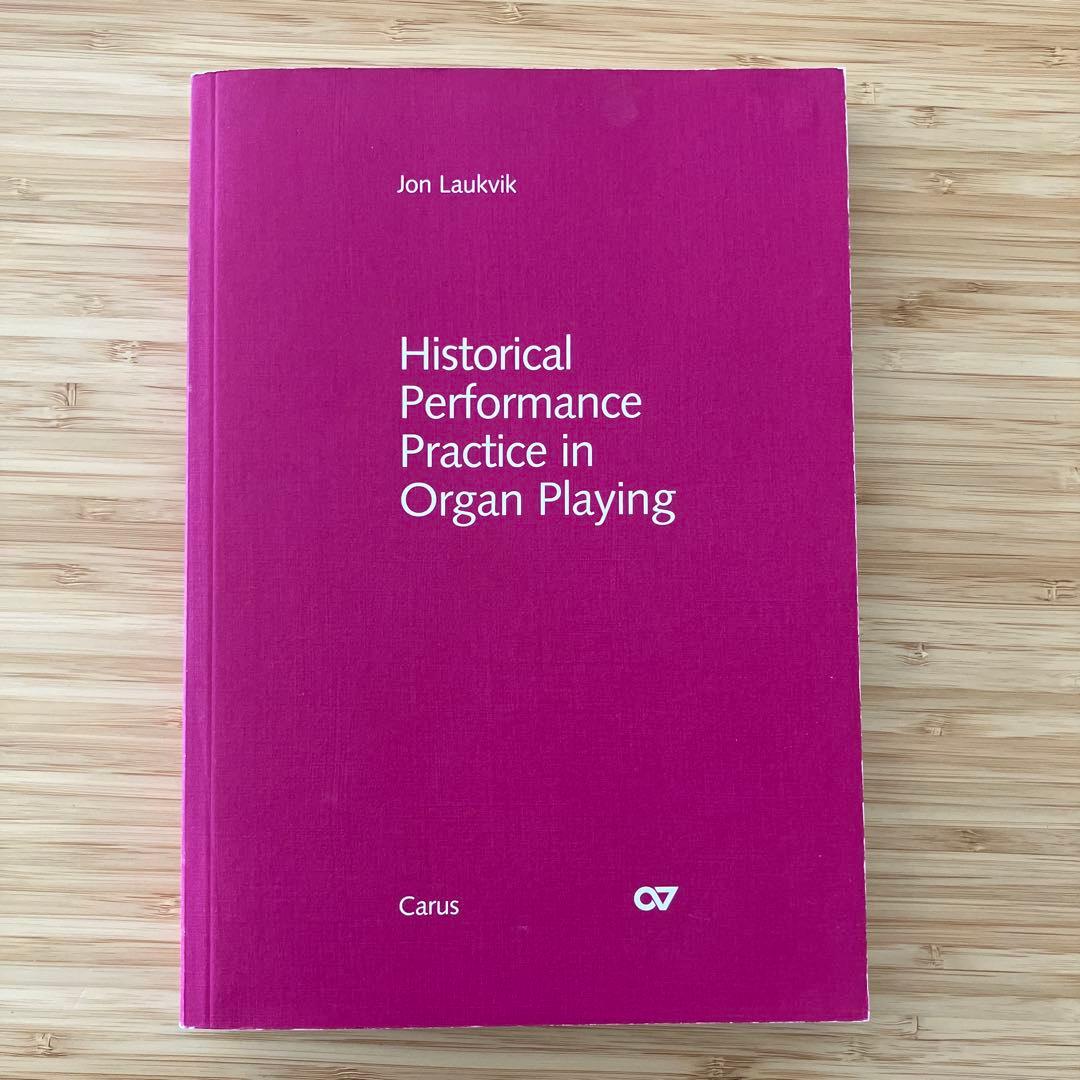 Jon Laukvik
Historical
Performance
Practice in
Organ Playing
Carus